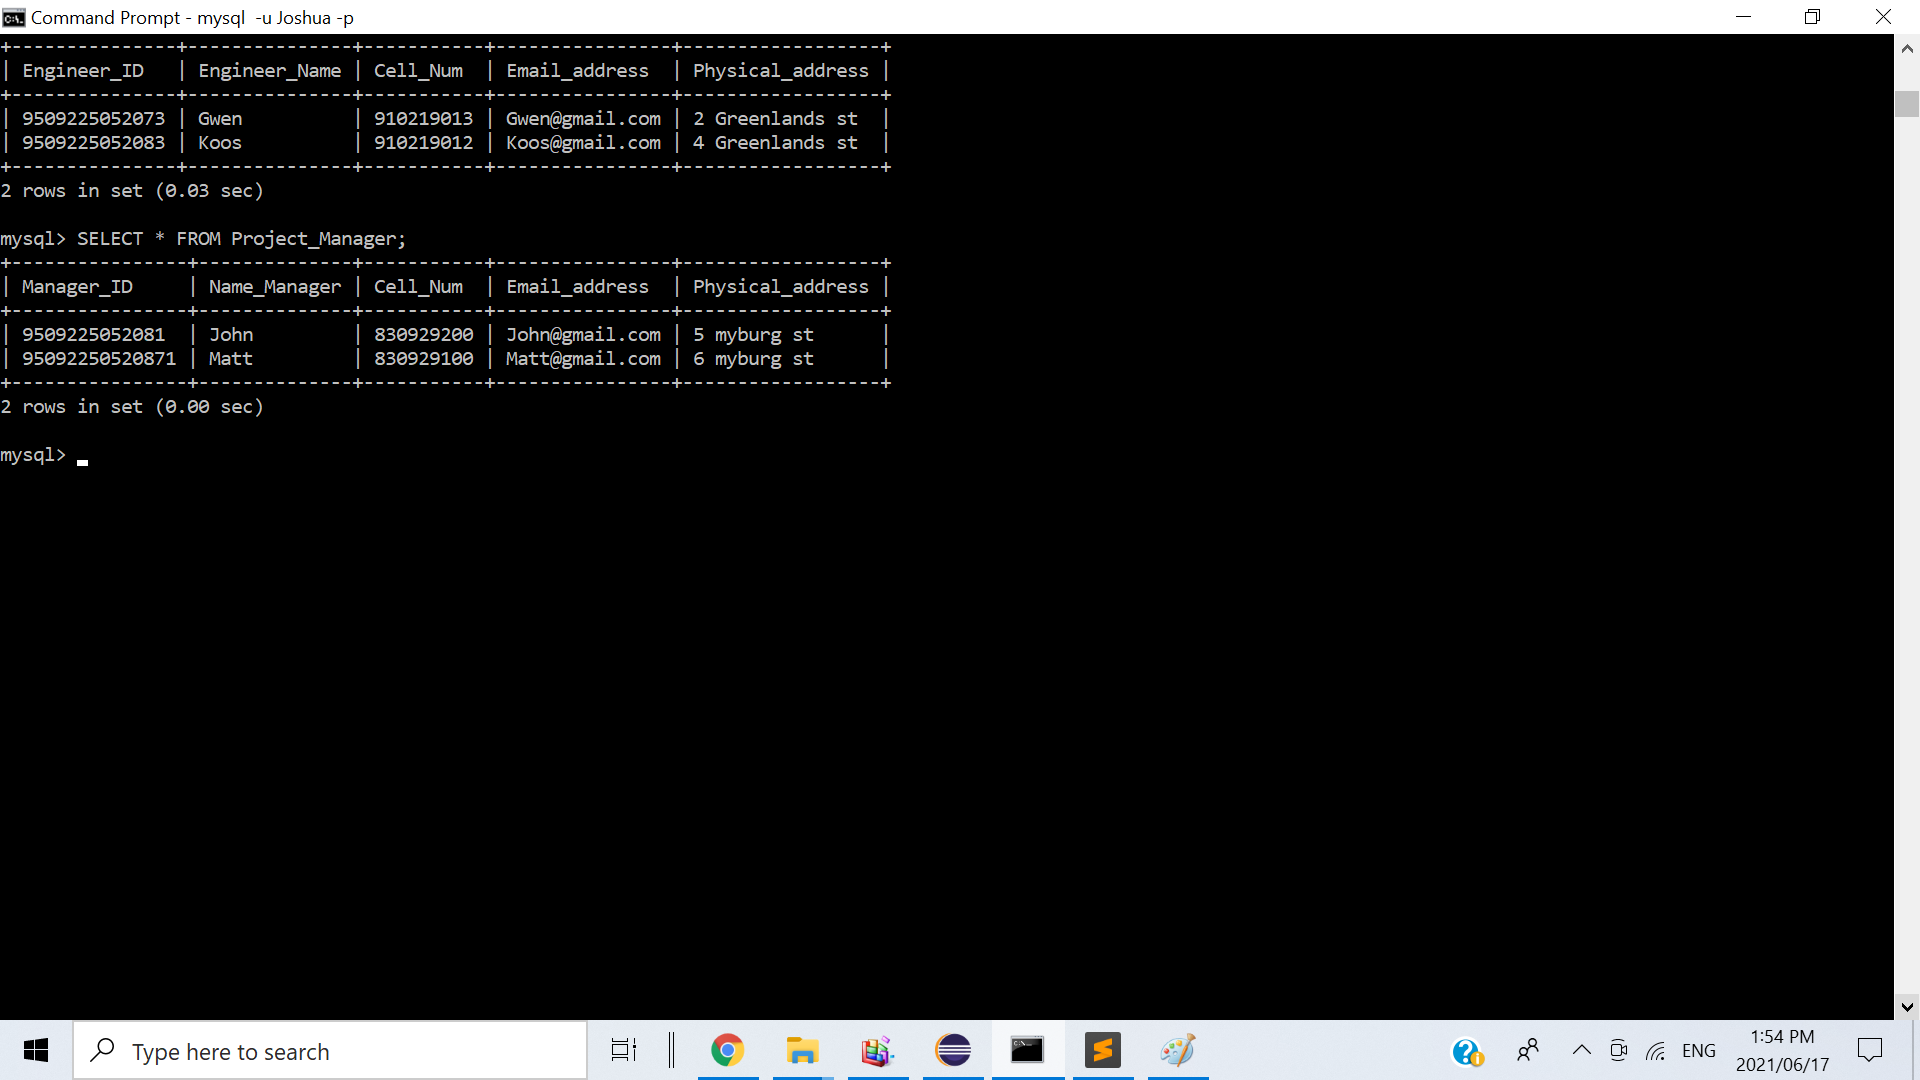 Command Prompt - mysql  -u Joshua -p
+---------------+---------------+-----------+----------------+------------------+
| Engineer_ID   | Engineer_Name | Cell_Num  | Email_address  | Physical_address |
+---------------+---------------+-----------+----------------+------------------+
| 9509225052073 | Gwen          | 910219013 | Gwen@gmail.com | 2 Greenlands st  |
| 9509225052083 | Koos          | 910219012 | Koos@gmail.com | 4 Greenlands st  |
+---------------+---------------+-----------+----------------+------------------+
2 rows in set (0.03 sec)
mysql> SELECT * FROM Project_Manager;
+----------------+--------------+-----------+----------------+------------------+
| Manager_ID     | Name_Manager | Cell_Num  | Email_address  | Physical_address |
+----------------+--------------+-----------+----------------+------------------+
| 9509225052081  | John         | 830929200 | John@gmail.com | 5 myburg st      |
| 95092250520871 | Matt         | 830929100 | Matt@gmail.com | 6 myburg st      |
+----------------+--------------+-----------+----------------+------------------+
2 rows in set (0.00 sec)
mysql>
Type here to search
ENG
1:54 PM
2021/06/17